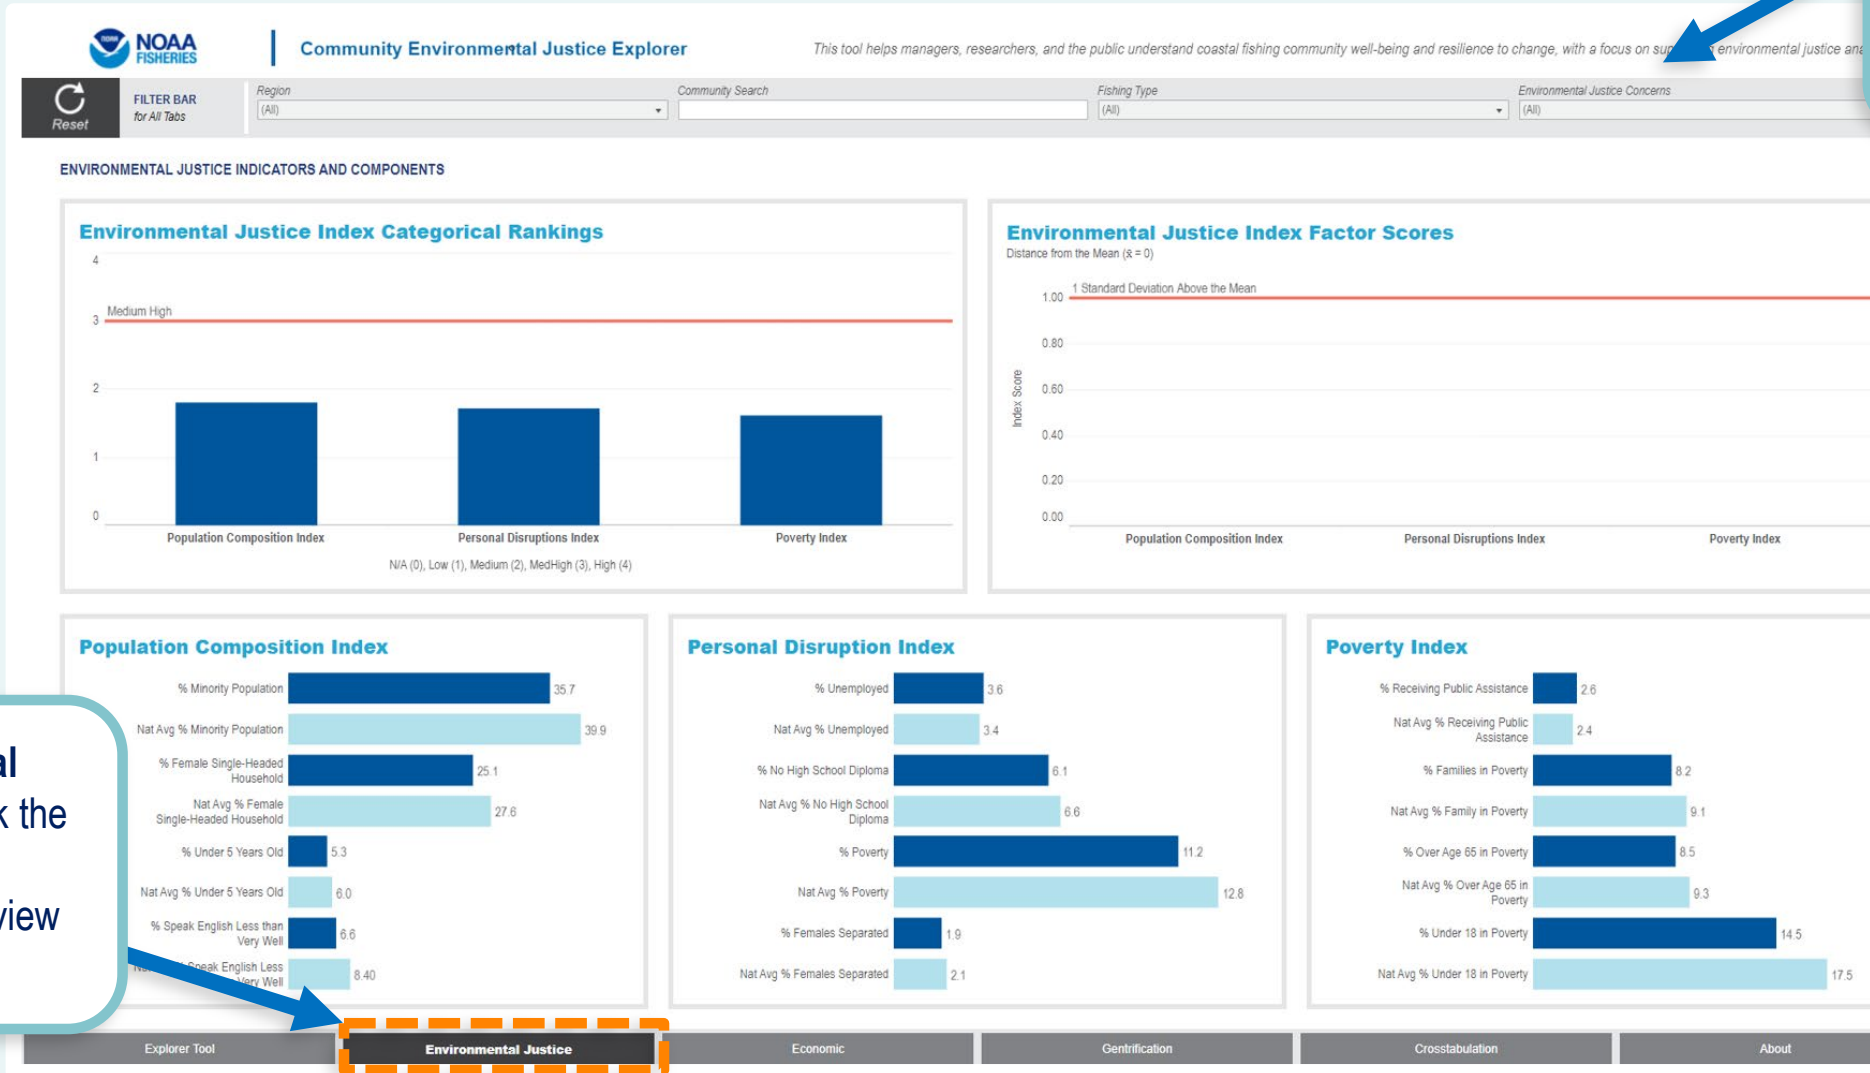 NOAA
FISHERIES
Community Environmental Justice Explorer
This tool helps managers, researchers, and the public understand coastal fishing community well-being and resilience to change, with a focus on environmental justice
Reset
FILTER BAR
for All Tabs
Region
(All)
Community Search
Fishing Type
(All)
Environmental Justice Concerns
(All)
ENVIRONMENTAL JUSTICE INDICATORS AND COMPONENTS
Environmental Justice Index Categorical Rankings
4
Medium High
3
2
1
0
Population Composition Index
Personal Disruptions Index
Poverty Index
N/A (0), Low (1), Medium (2), MedHigh (3), High (4)
Environmental Justice Index Factor Scores
Distance from the Mean (x̄ = 0)
1 Standard Deviation Above the Mean
1.00
0.80
0.60
0.40
0.20
0.00
Index Score
Population Composition Index
Personal Disruptions Index
Poverty Index
Population Composition Index
% Minority Population 35.7
Nat Avg % Minority Population 39.9
% Female Single-Headed
Household 25.1
Nat Avg % Female
Single-Headed Household 27.6
% Under 5 Years Old 5.3
Nat Avg % Under 5 Years Old 6.0
% Speak English Less than
Very Well 6.6
Speak English Less
Very Well 8.40
Personal Disruption Index
% Unemployed 3.6
Nat Avg % Unemployed 3.4
% No High School Diploma 6.1
Nat Avg % No High School
Diploma 6.6
% Poverty 11.2
Nat Avg % Poverty 12.8
% Females Separated 1.9
Nat Avg % Females Separated 2.1
Poverty Index
% Receiving Public Assistance 2.6
Nat Avg % Receiving Public
Assistance 2.4
% Families in Poverty 8.2
Nat Avg % Family in Poverty 9.1
% Over Age 65 in Poverty 8.5
Nat Avg % Over Age 65 in
Poverty 9.3
% Under 18 in Poverty 14.5
Nat Avg % Under 18 in Poverty 17.5
al
k the
view
Explorer Tool
Environmental Justice
Economic
Gentrification
Crosstabulation
About